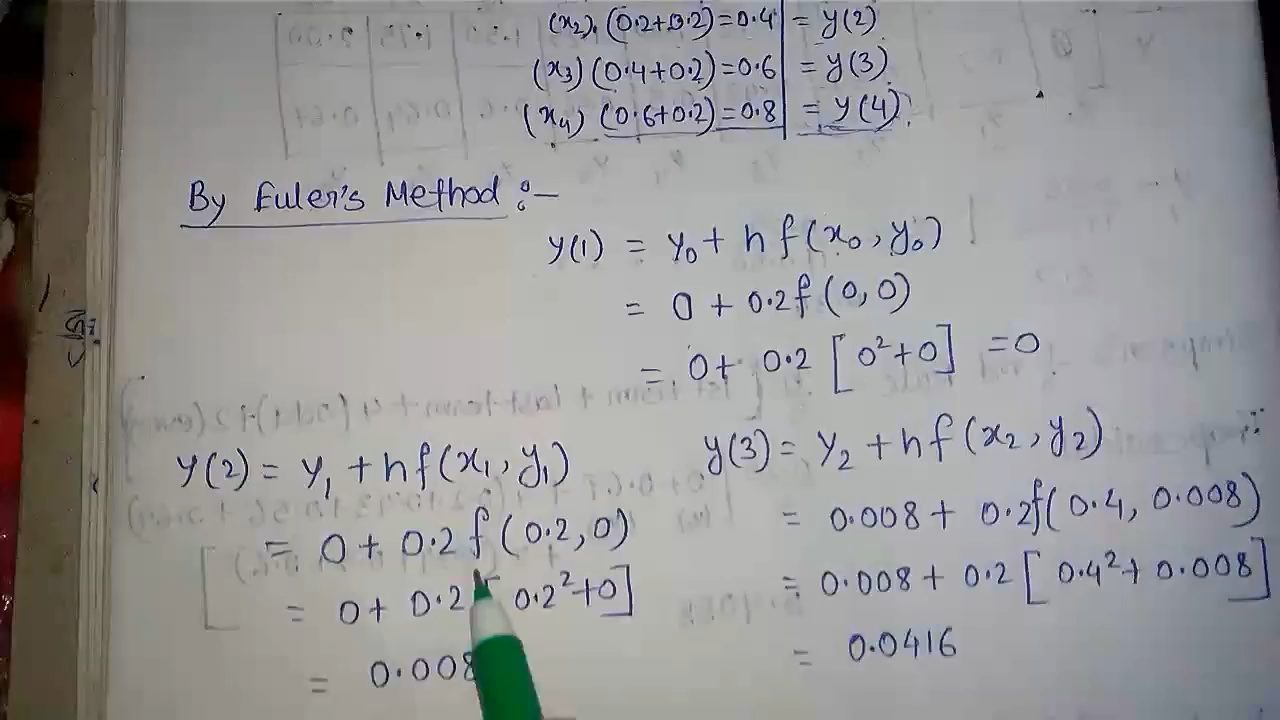 (x₂) (0.2+0.2)=0.4 = y(2)
(x₃) (0.4+0.2)=0.6 = y(3)
(x₄) (0.6+0.2)=0.8 = y(4)
By Euler's Method :-
y(1) = y₀ + h f(x₀, y₀)
= 0 + 0.2f (0,0)
= 0 + 0.2 [0²+0] =0
y(2) = y₁ + hf(x₁, y₁)
= 0 + 0.2 f (0.2, 0)
= 0 + 0.2 0.2²+0]
= 0.008
y(3) = y₂ + hf(x₂, y₂)
= 0.008 + 0.2f(0.4, 0.008)
= 0.008 + 0.2 [0.4²+ 0.008]
= 0.0416